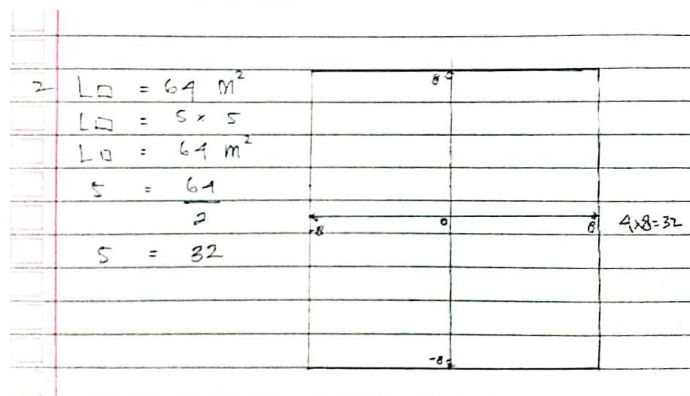 2 L□ = 64 m²
L□ = s × s
L□ = 64 m²
s = 64
2
s = 32
8
-8 0 8
-8
4×8=32